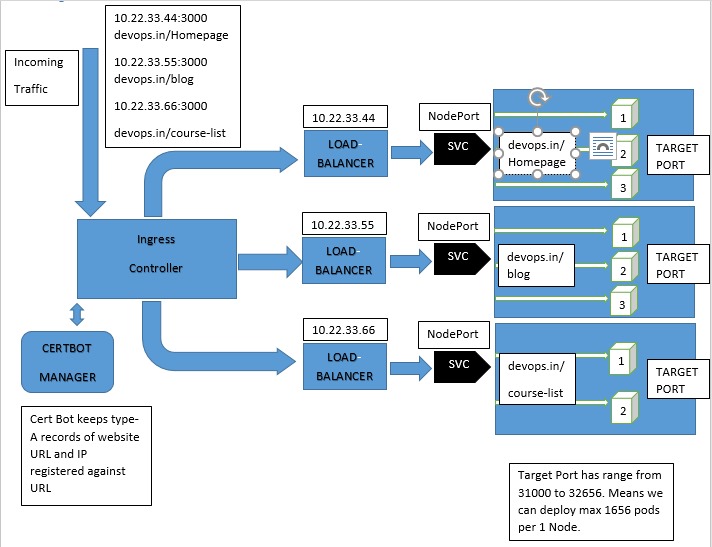 10.22.33.44:3000
devops.in/Homepage
10.22.33.55:3000
devops.in/blog
10.22.33.66:3000
devops.in/course-list
Incoming
Traffic
10.22.33.44
LOAD-
BALANCER
NodePort
SVC
devops.in/
Homepage
1
2
3
TARGET
PORT
Ingress
Controller
10.22.33.55
LOAD-
BALANCER
NodePort
SVC
devops.in/
blog
1
2
3
TARGET
PORT
10.22.33.66
LOAD-
BALANCER
NodePort
SVC
devops.in/
course-list
1
2
TARGET
PORT
CERTBOT
MANAGER
Cert Bot keeps type-
A records of website
URL and IP
registered against
URL
Target Port has range from
31000 to 32656. Means we
can deploy max 1656 pods
per 1 Node.